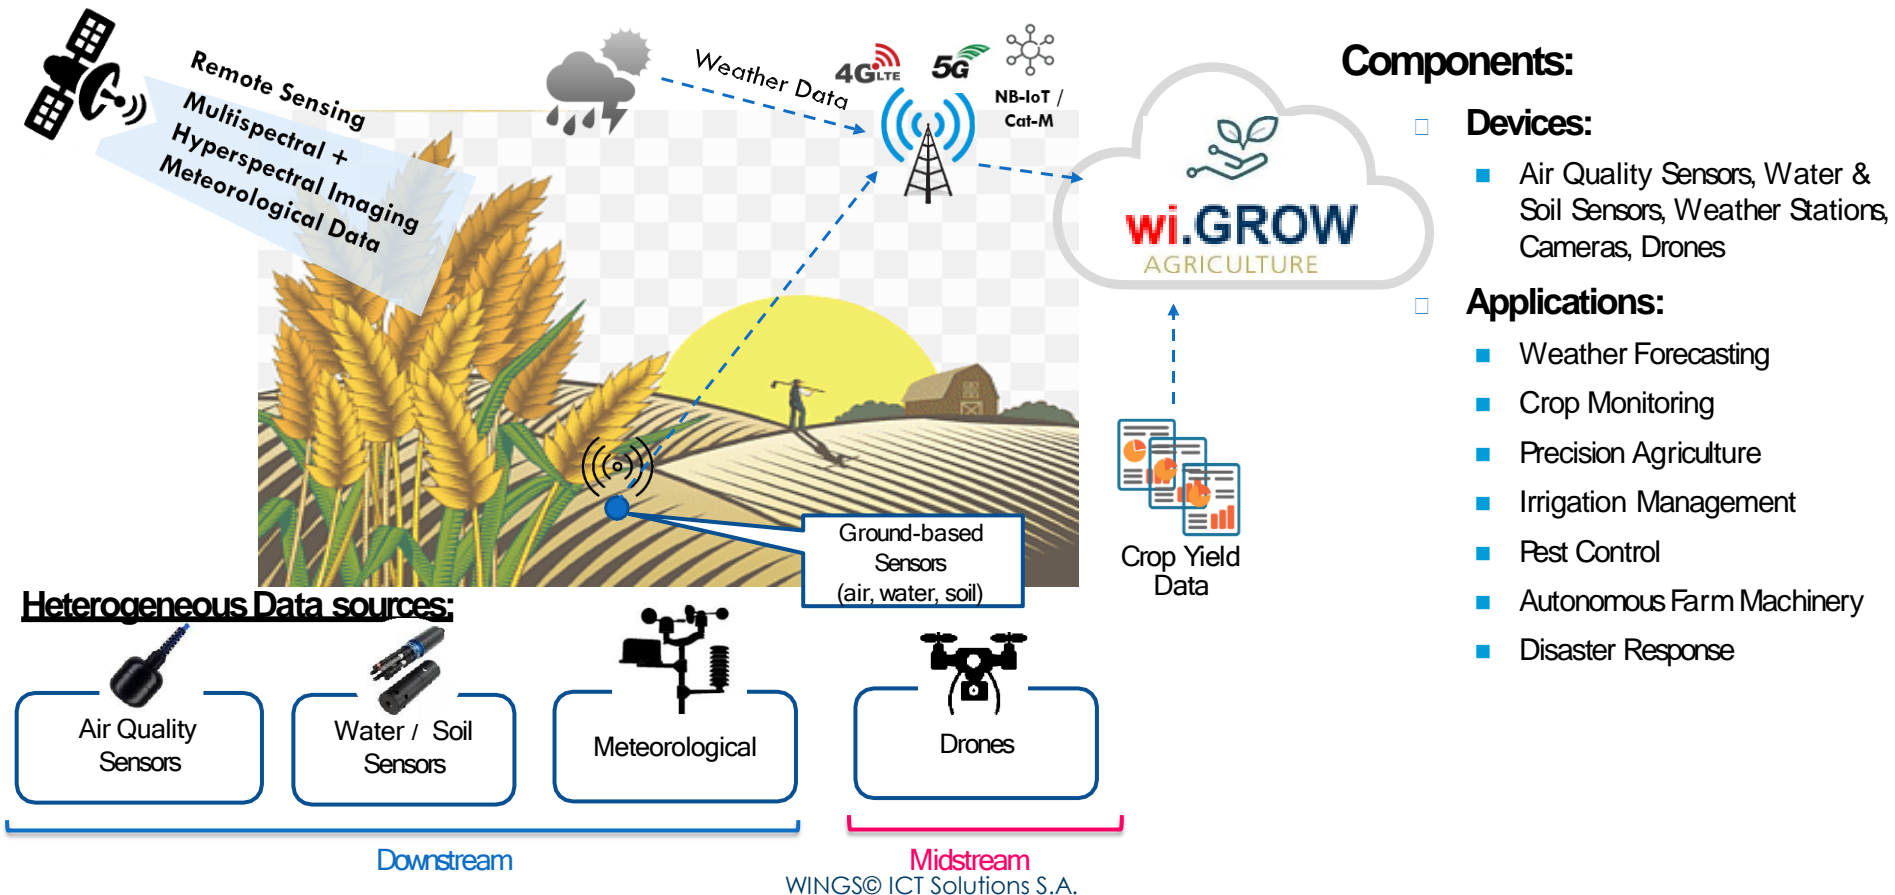 Remote Sensing
Multispectral +
Hyperspectral Imaging
Meteorological Data
Weather Data
4G LTE
5G
NB-IoT /
Cat-M
wi.GROW
AGRICULTURE
Ground-based
Sensors
(air, water, soil)
Crop Yield
Data
Components:
Devices:
Air Quality Sensors, Water &
Soil Sensors, Weather Stations,
Cameras, Drones
Applications:
Weather Forecasting
Crop Monitoring
Precision Agriculture
Irrigation Management
Pest Control
Autonomous Farm Machinery
Disaster Response
Heterogeneous Data sources:
Air Quality
Sensors
Water / Soil
Sensors
Meteorological
Drones
Downstream
Midstream
WINGS© ICT Solutions S.A.